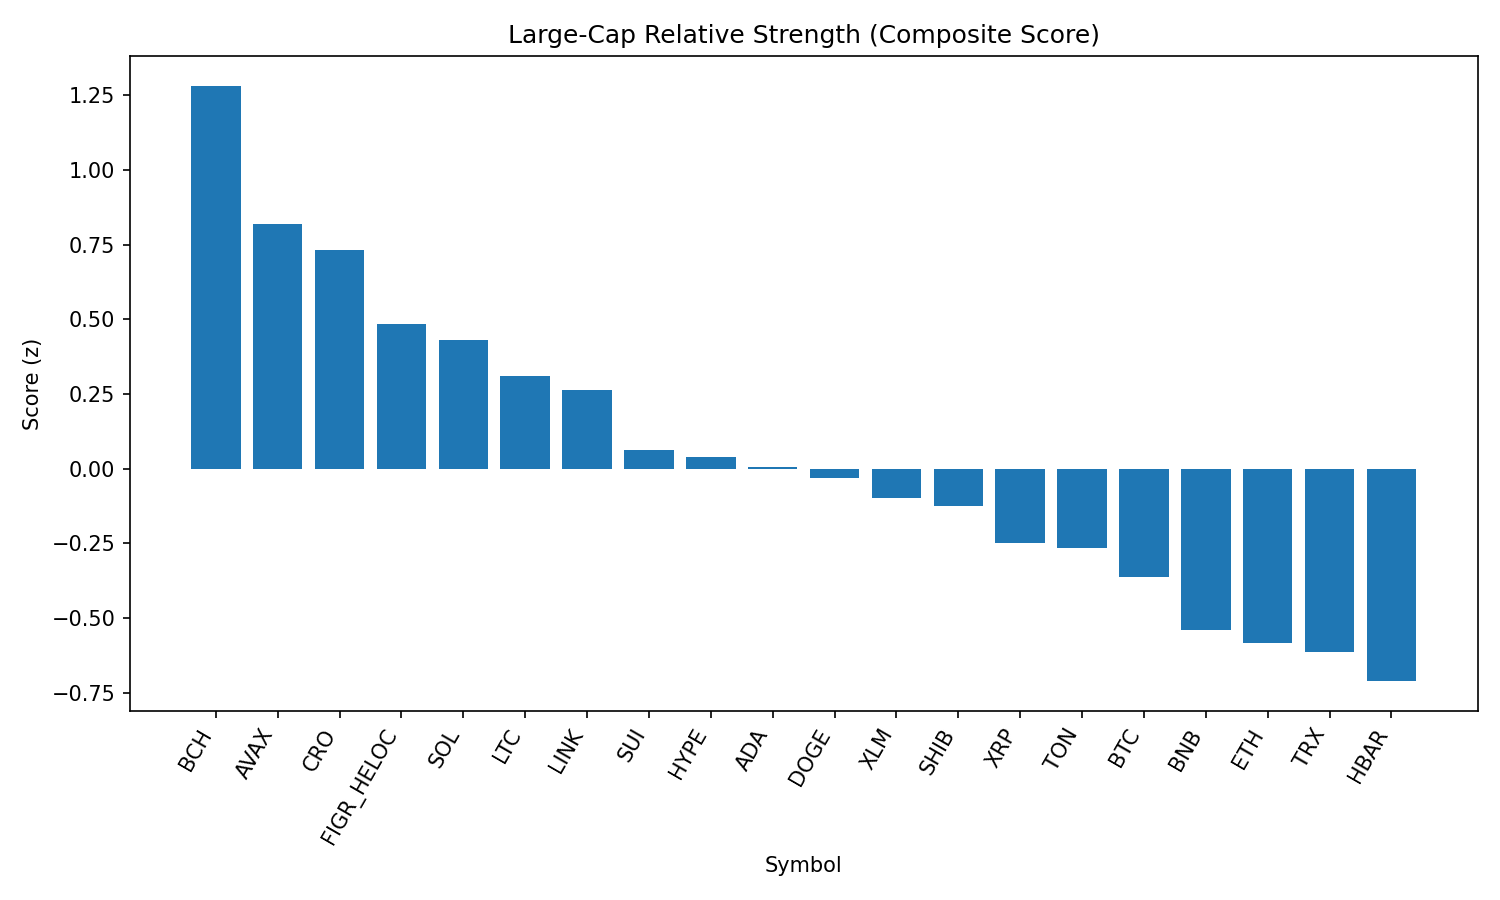 Large-Cap Relative Strength (Composite Score)
1.25
1.00
0.75
0.50
0.25
0.00
−0.25
−0.50
−0.75
Score (z)
BCH
AVAX
CRO
FIGR_HELOC
SOL
LTC
LINK
SUI
HYPE
ADA
DOGE
XLM
SHIB
XRP
TON
BTC
BNB
ETH
TRX
HBAR
Symbol